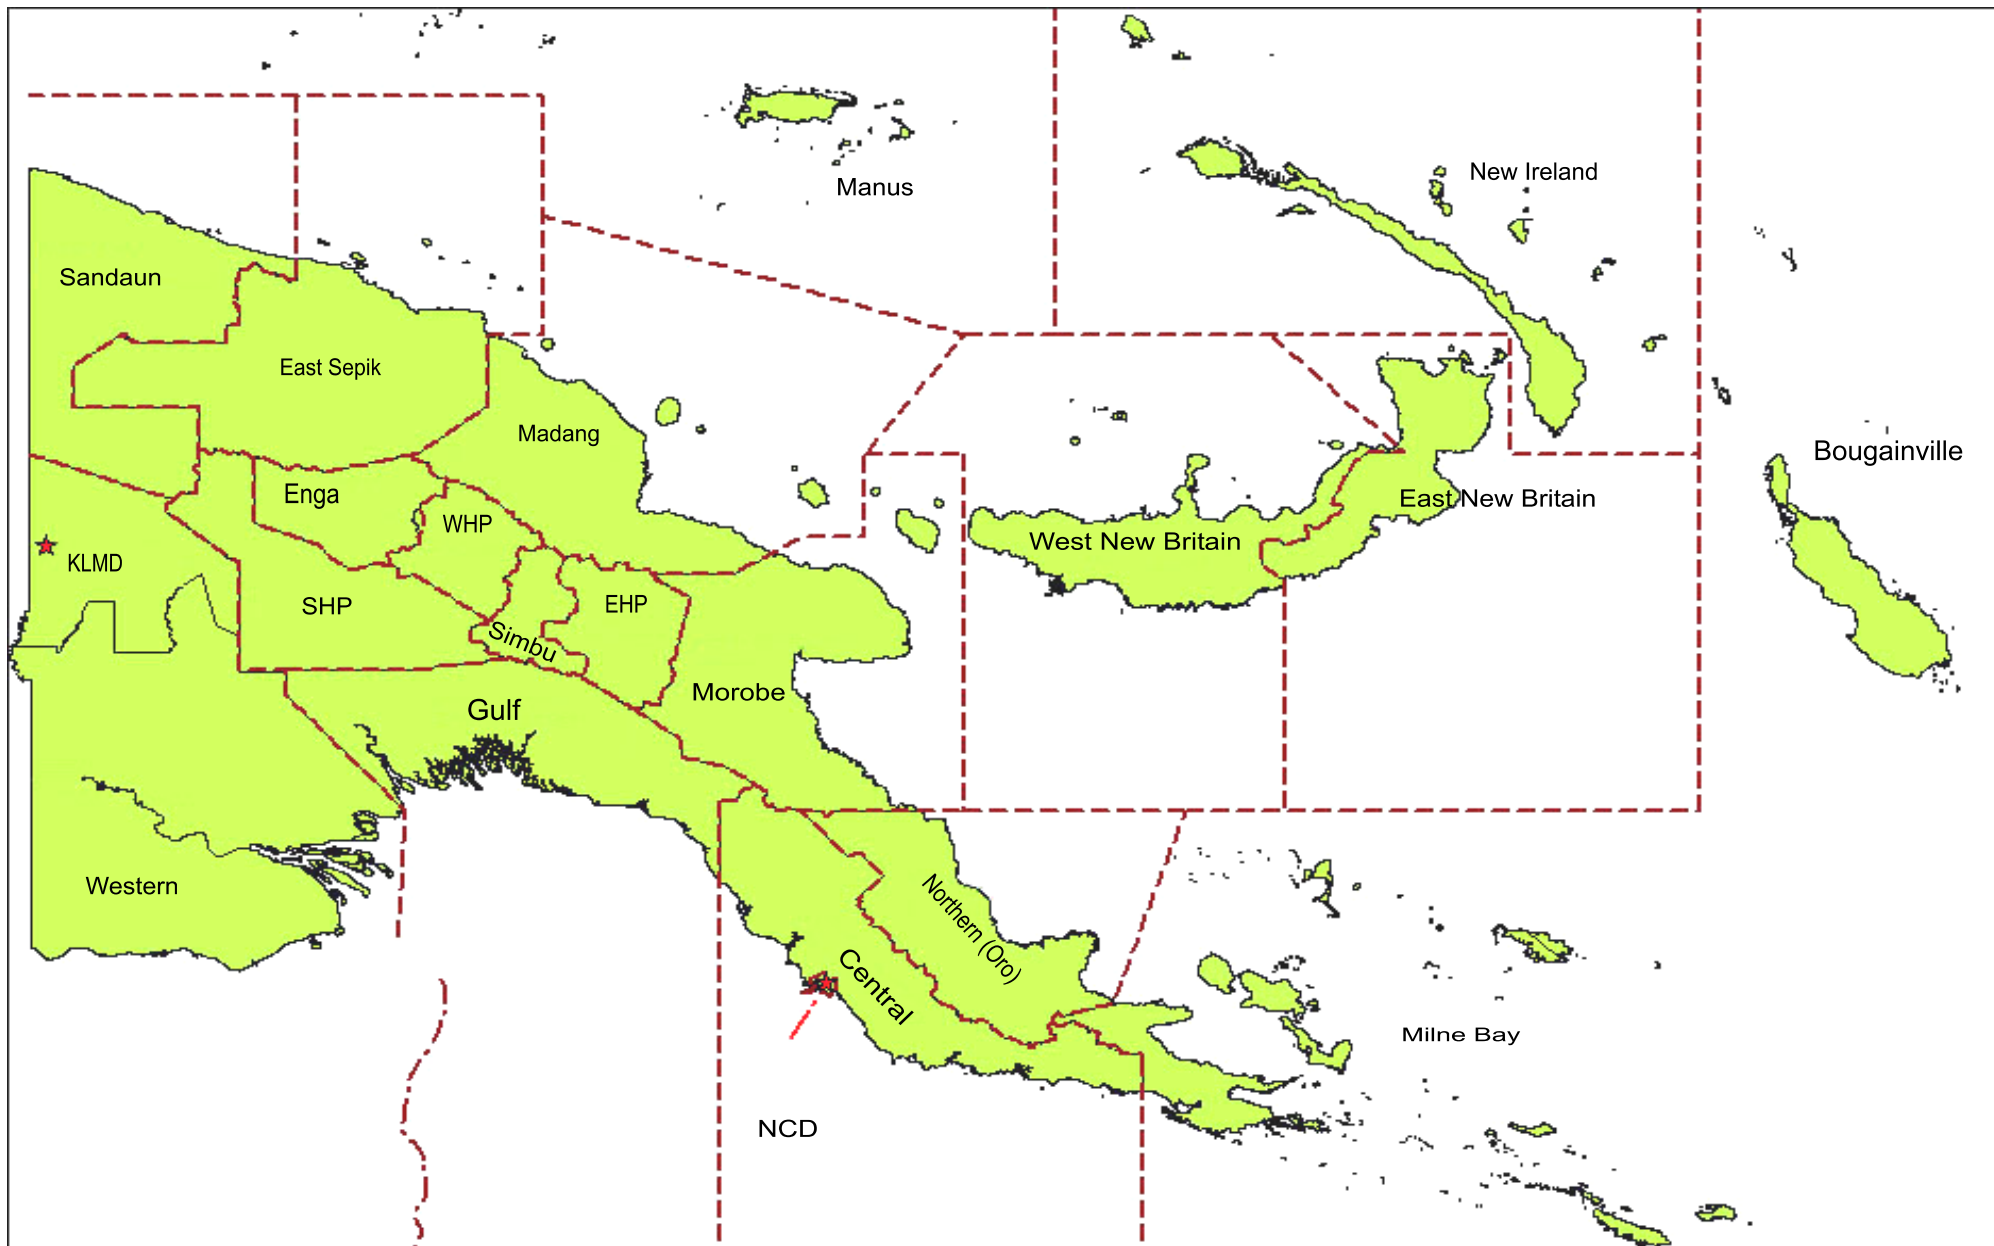 New Ireland
Manus
Sandaun
East Sepik
Madang
Bougainville
Enga
East New Britain
WHP
West New Britain
KLMD
SHP
EHP
Simbu
Morobe
Gulf
Western
Northern (Oro)
Central
Milne Bay
NCD